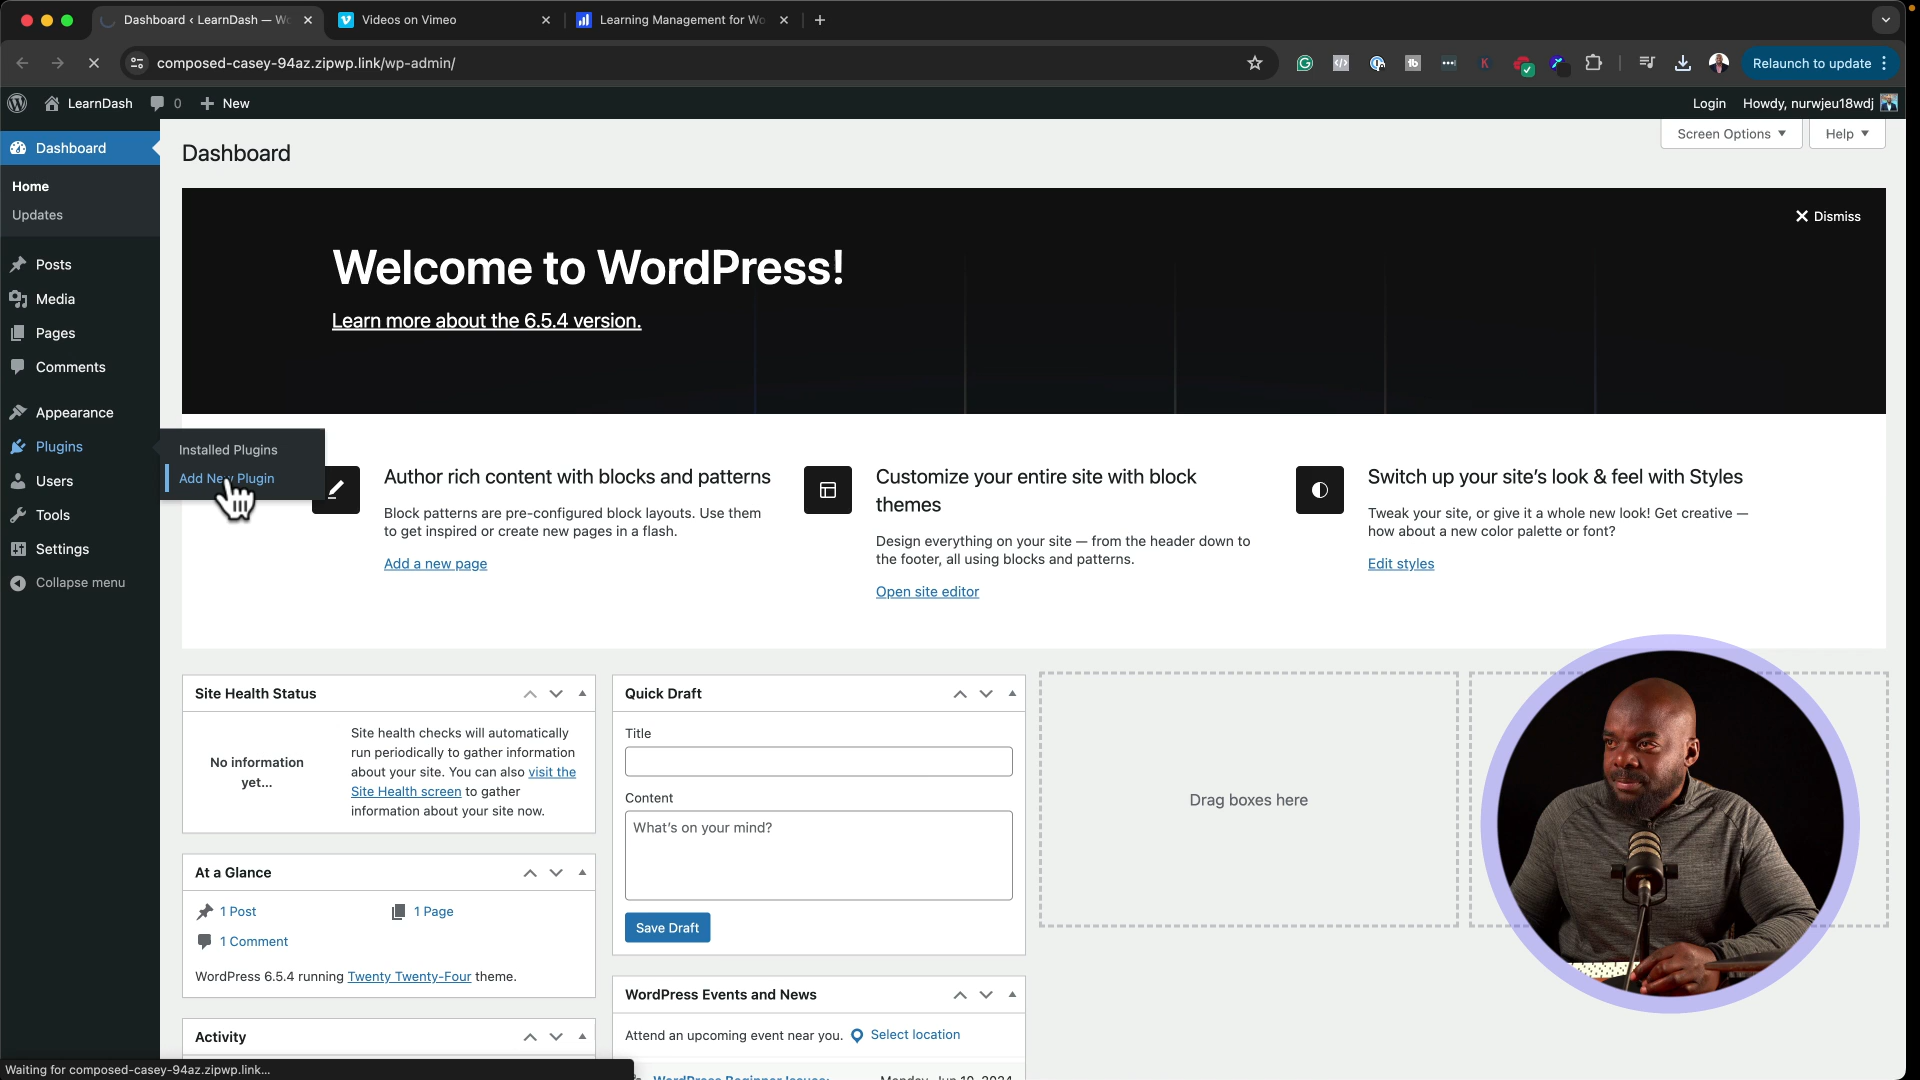 Dashboard ‹ LearnDash — Wo
Videos on Vimeo
Learning Management for Wo
composed-casey-94az.zipwp.link/wp-admin/
Relaunch to update
LearnDash
0
New
Login
Howdy, nurwjeu18wdj
Dashboard
Home
Updates
Posts
Media
Pages
Comments
Appearance
Plugins
Users
Tools
Settings
Collapse menu
Installed Plugins
Add New Plugin
Dashboard
Screen Options
Help
Dismiss
Welcome to WordPress!
Learn more about the 6.5.4 version.
Author rich content with blocks and patterns
Block patterns are pre-configured block layouts. Use them
to get inspired or create new pages in a flash.
Add a new page
Customize your entire site with block
themes
Design everything on your site — from the header down to
the footer, all using blocks and patterns.
Open site editor
Switch up your site's look & feel with Styles
Tweak your site, or give it a whole new look! Get creative —
how about a new color palette or font?
Edit styles
Site Health Status
No information
yet...
Site health checks will automatically
run periodically to gather information
about your site. You can also visit the
Site Health screen to gather
information about your site now.
At a Glance
1 Post
1 Page
1 Comment
WordPress 6.5.4 running Twenty Twenty-Four theme.
Activity
Quick Draft
Title
Content
What's on your mind?
Save Draft
WordPress Events and News
Attend an upcoming event near you.
Select location
Drag boxes here
Waiting for composed-casey-94az.zipwp.link...